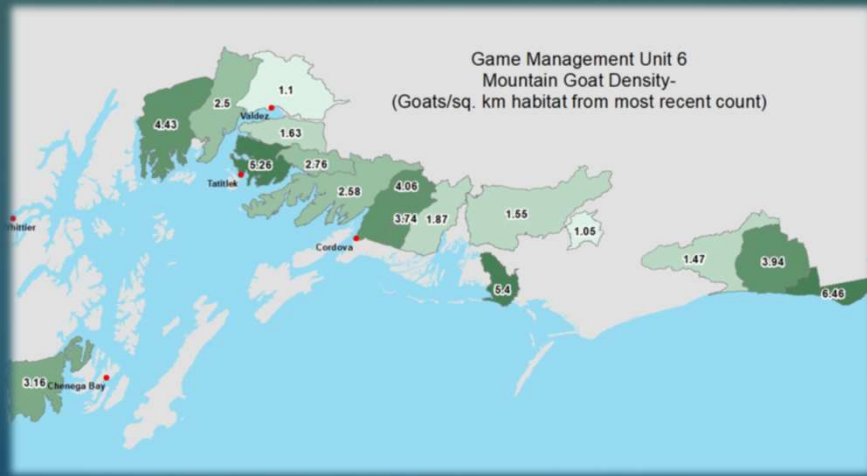 Game Management Unit 6
Mountain Goat Density-
(Goats/sq. km habitat from most recent count)
1.1
2.5
Valdez
4.43
1.63
5.26
2.76
Tatitlek
2.58
4.06
3.74
1.87
1.55
1.05
Whittier
Cordova
1.47
3.94
5.4
6.46
3.16
Chenega Bay